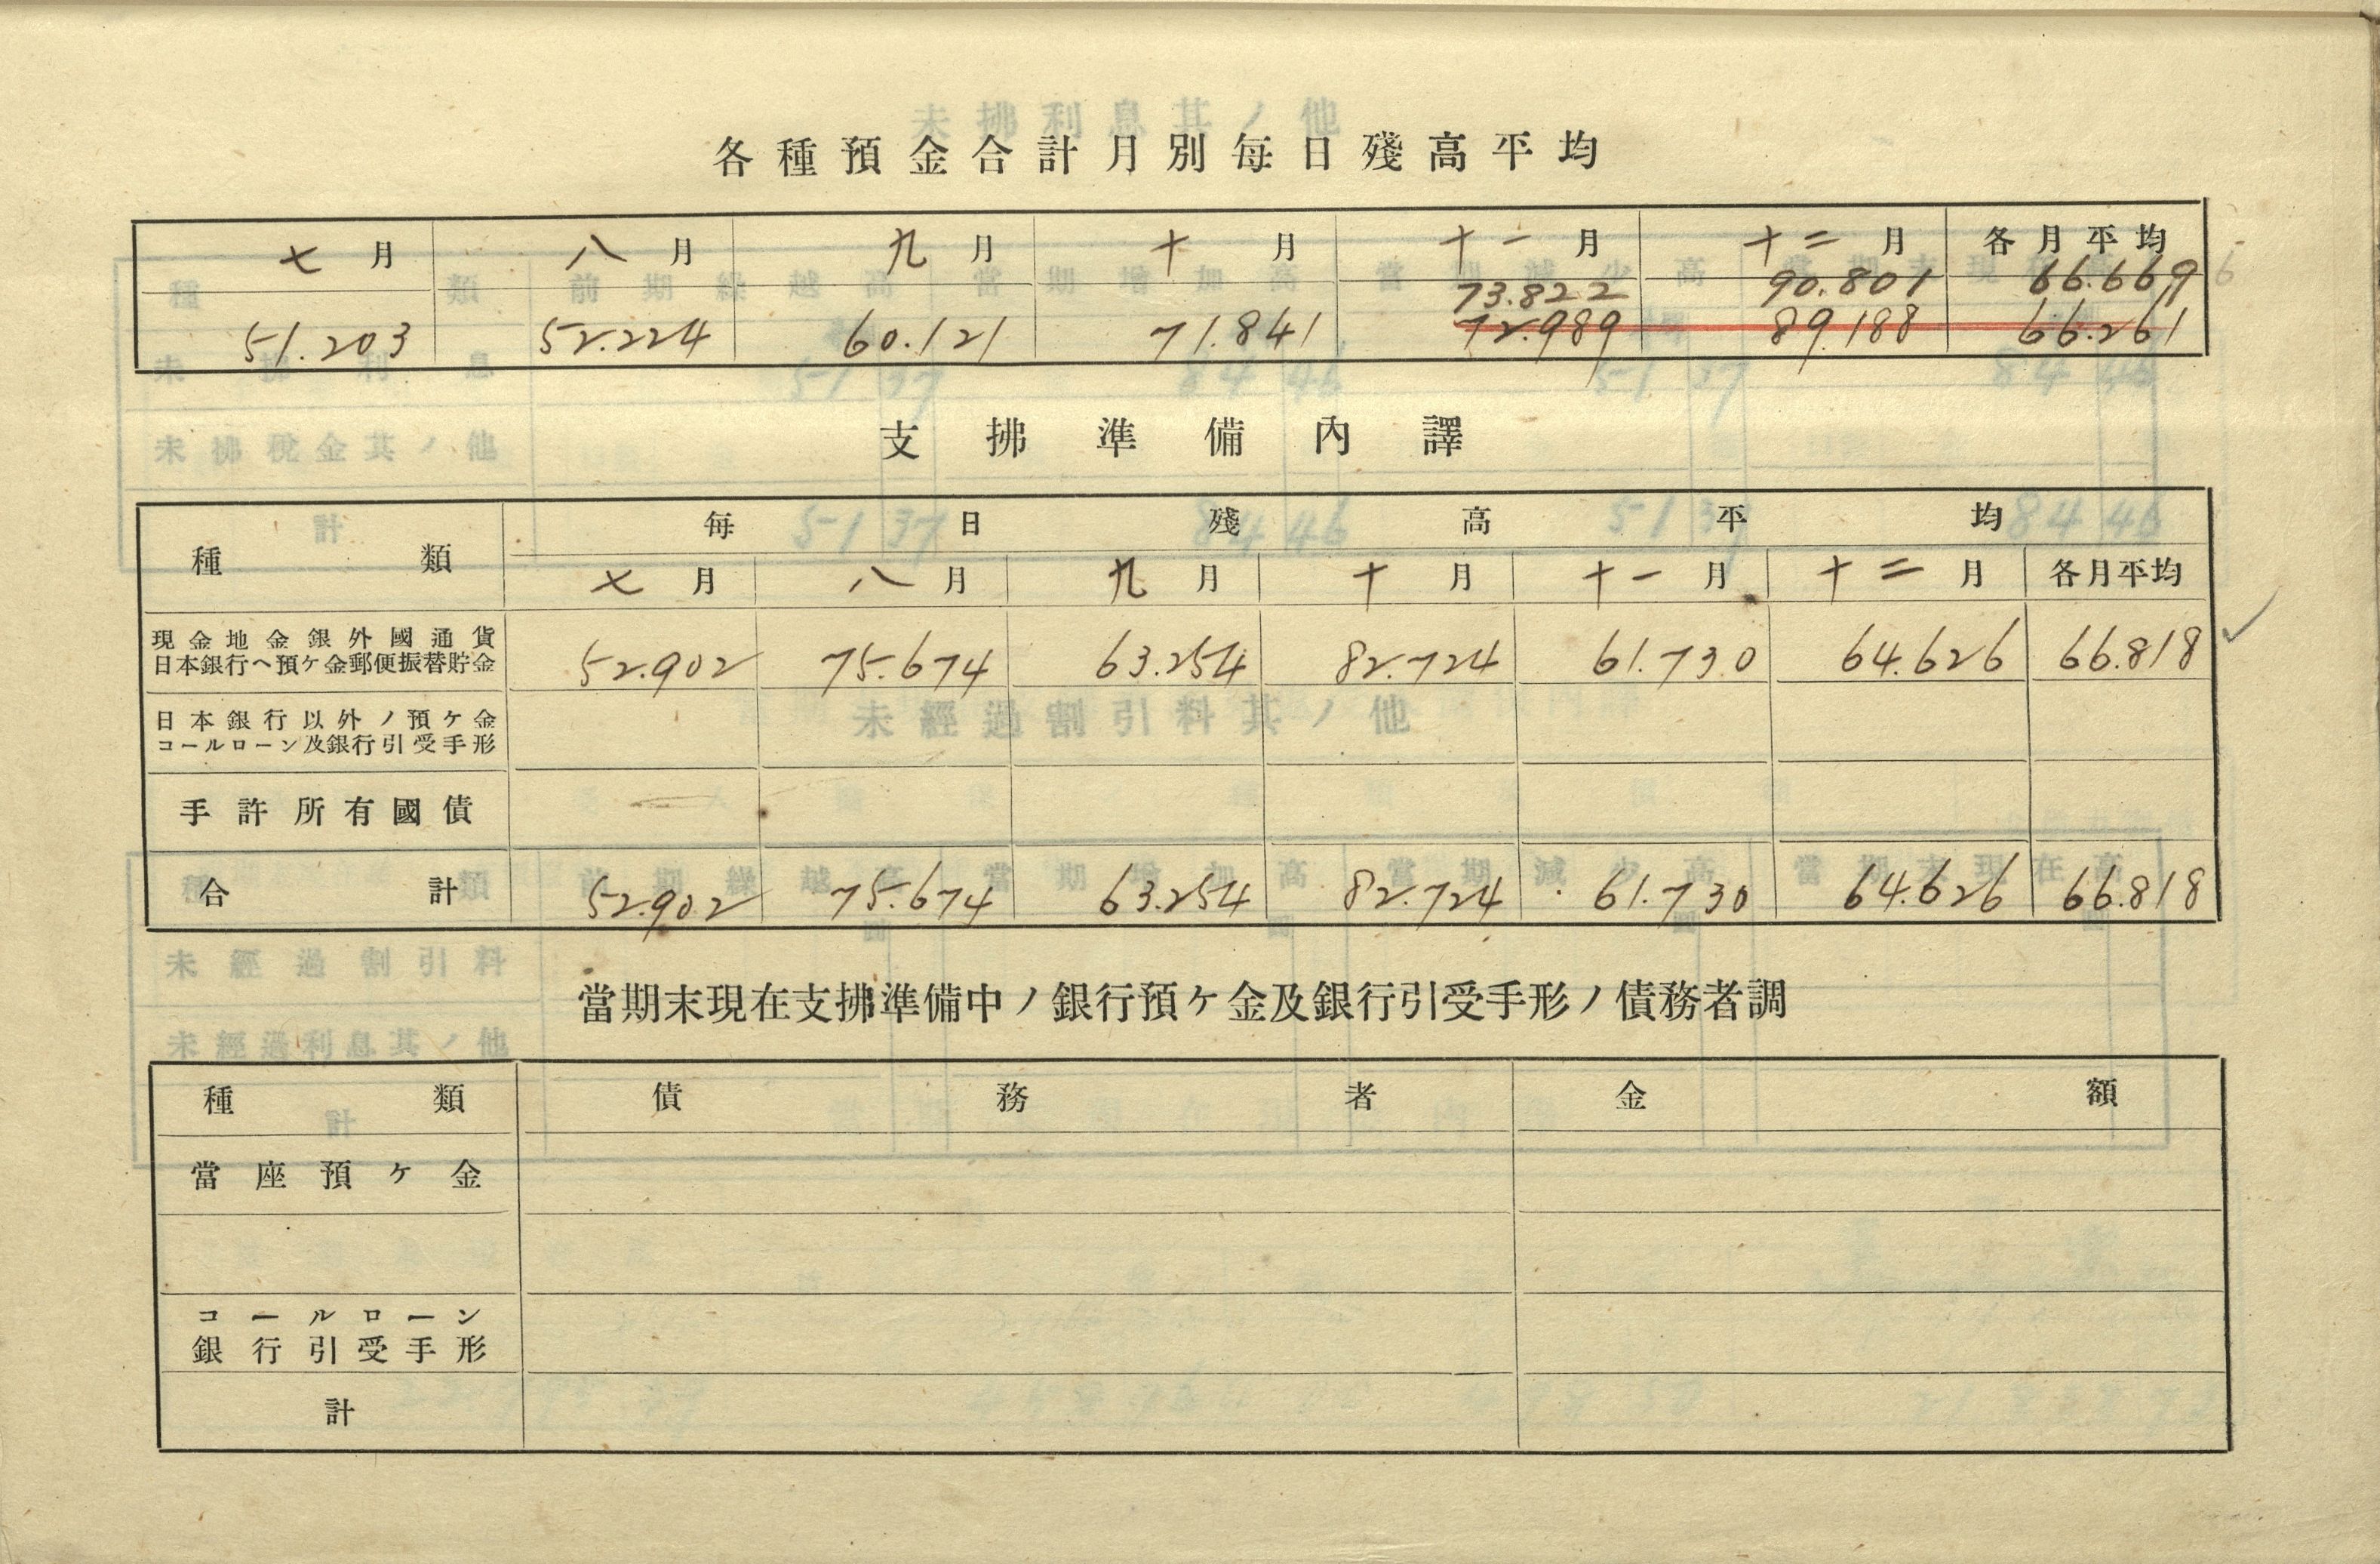 各種預金合計月別每日殘高平均
七月 八月 九月 十月 十一月 十二月 各月平均
73.822 90.801 66.669
51.203 52.224 60.121 71.841 72.989 89.188 66.261
支拂準備內譯
種類 每日殘高平均
七月 八月 九月 十月 十一月 十二月 各月平均
現金地金銀外國通貨
日本銀行ヘ預ケ金郵便振替貯金 52.902 75.674 63.254 82.724 61.730 64.626 66.818
日本銀行以外ノ預ケ金
コールローン及銀行引受手形
手許所有國債
合計 52.902 75.674 63.254 82.724 61.730 64.626 66.818
當期末現在支拂準備中ノ銀行預ケ金及銀行引受手形ノ債務者調
種類 債務者 金額
當座預ケ金
コールローン
銀行引受手形
計